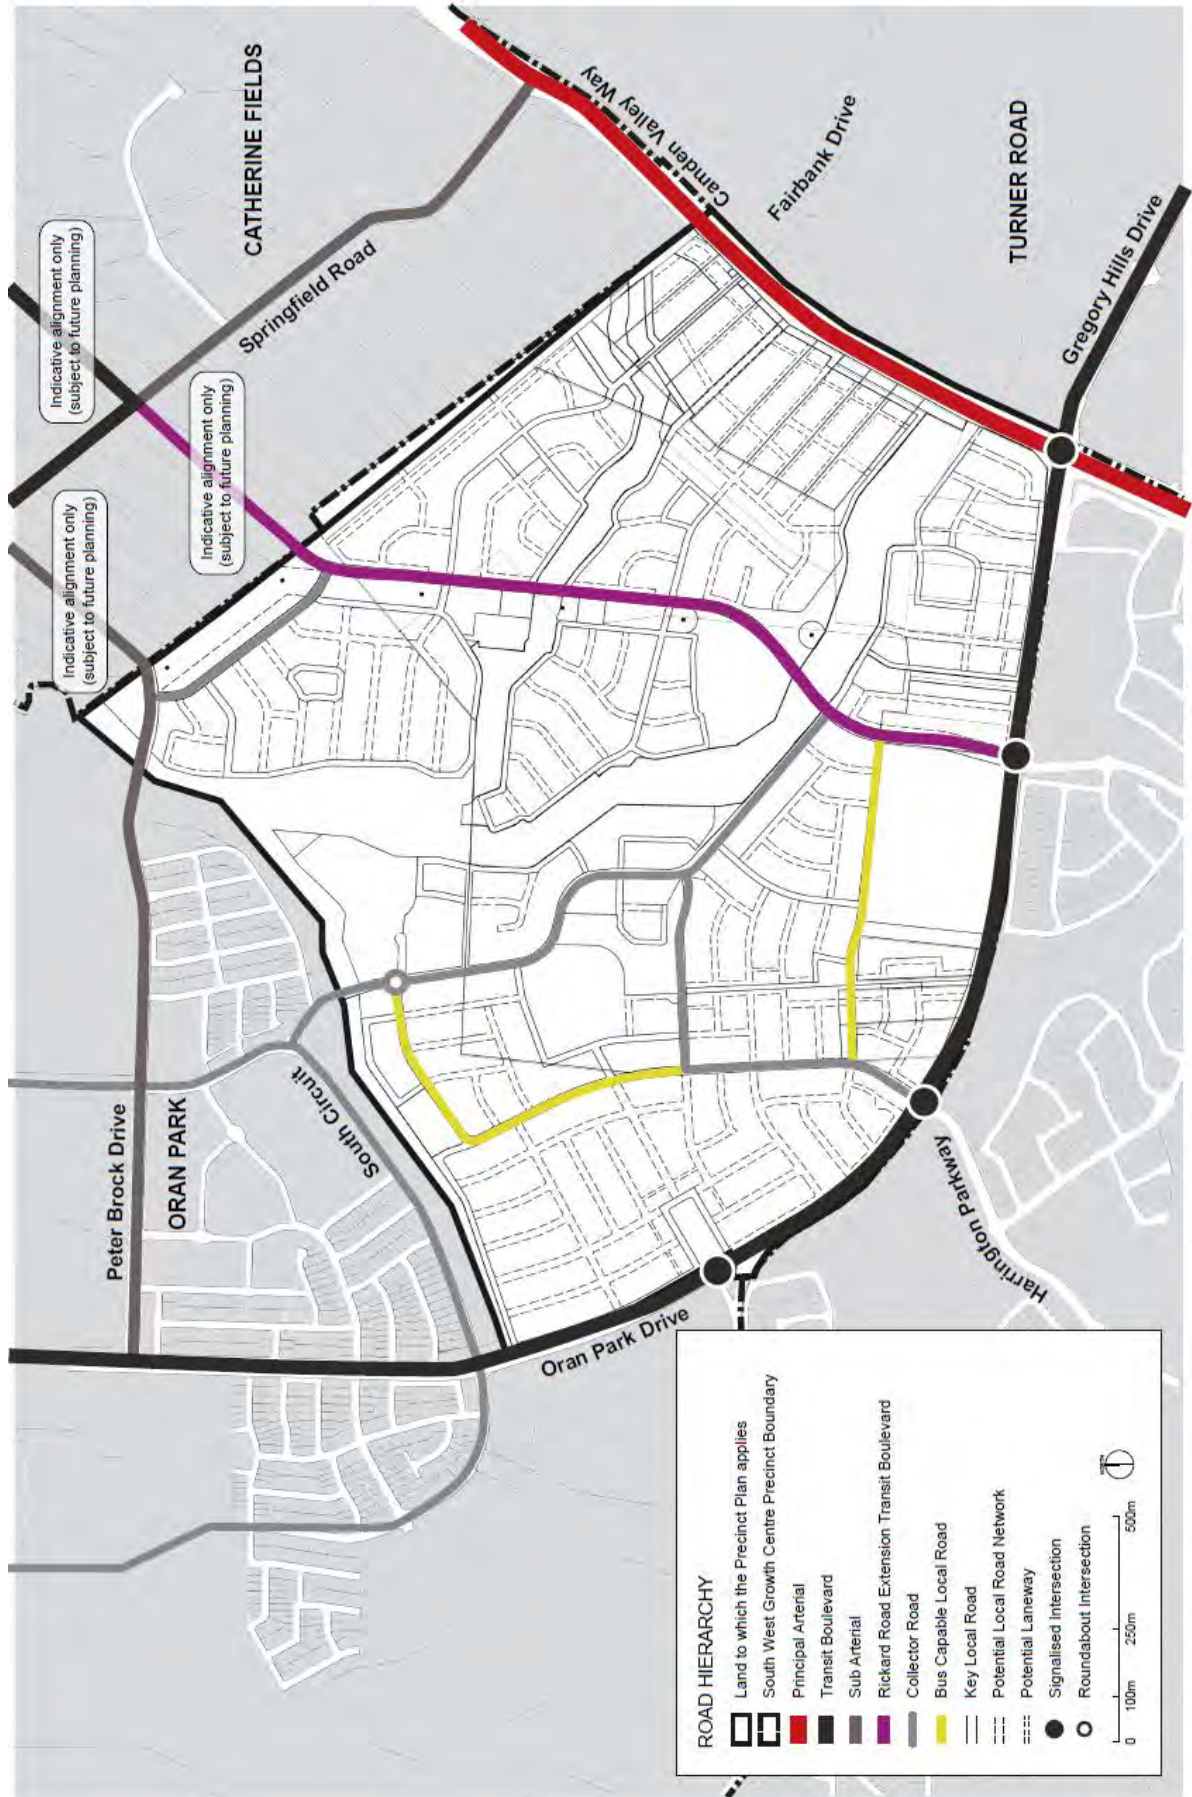 Indicative alignment only
(subject to future planning)
Indicative alignment only
(subject to future planning)
Indicative alignment only
(subject to future planning)
CATHERINE FIELDS
Springfield Road
Camden Valley Way
Fairbank Drive
TURNER ROAD
Gregory Hills Drive
Peter Brock Drive
ORAN PARK
South Circuit
Oran Park Drive
Harrington Parkway
ROAD HIERARCHY
Land to which the Precinct Plan applies
South West Growth Centre Precinct Boundary
Principal Arterial
Transit Boulevard
Sub Arterial
Rickard Road Extension Transit Boulevard
Collector Road
Bus Capable Local Road
Key Local Road
Potential Local Road Network
Potential Laneway
Signalised Intersection
Roundabout Intersection
0 100m 250m 500m
NORTH